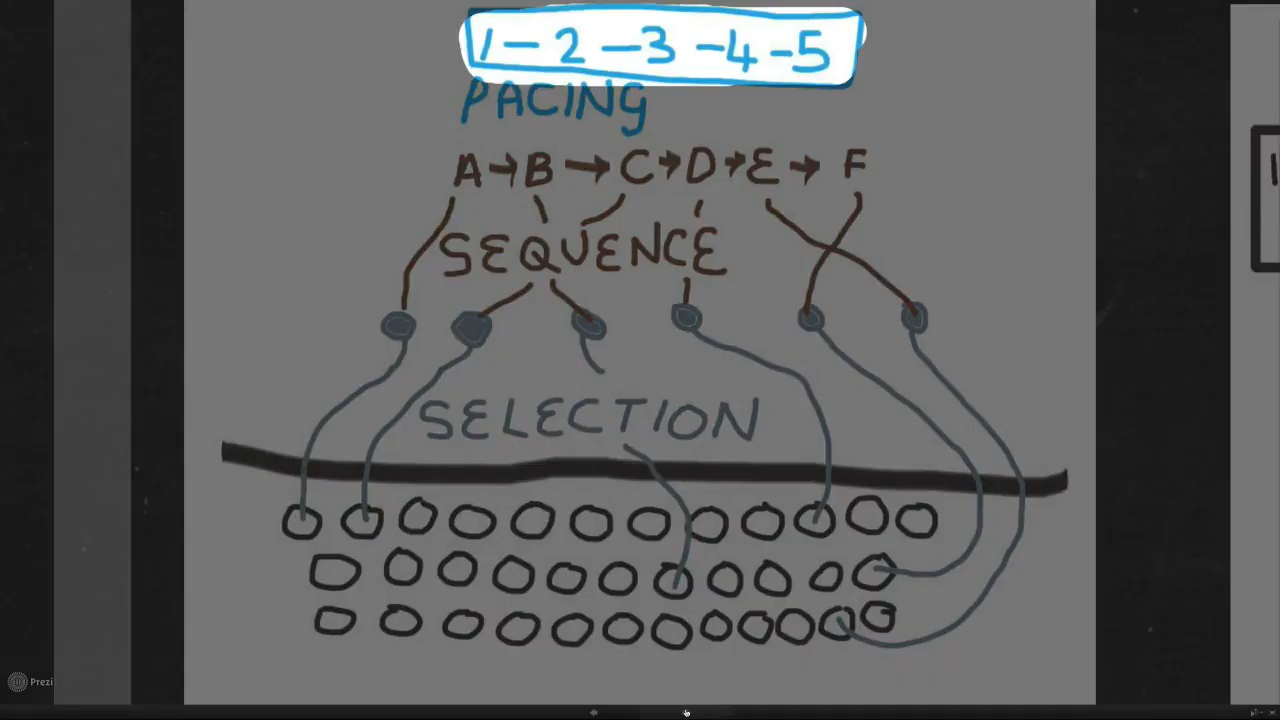 1-2-3-4-5
PACING
A→B→C→D→E→F
SEQUENCE
SELECTION
Prezi